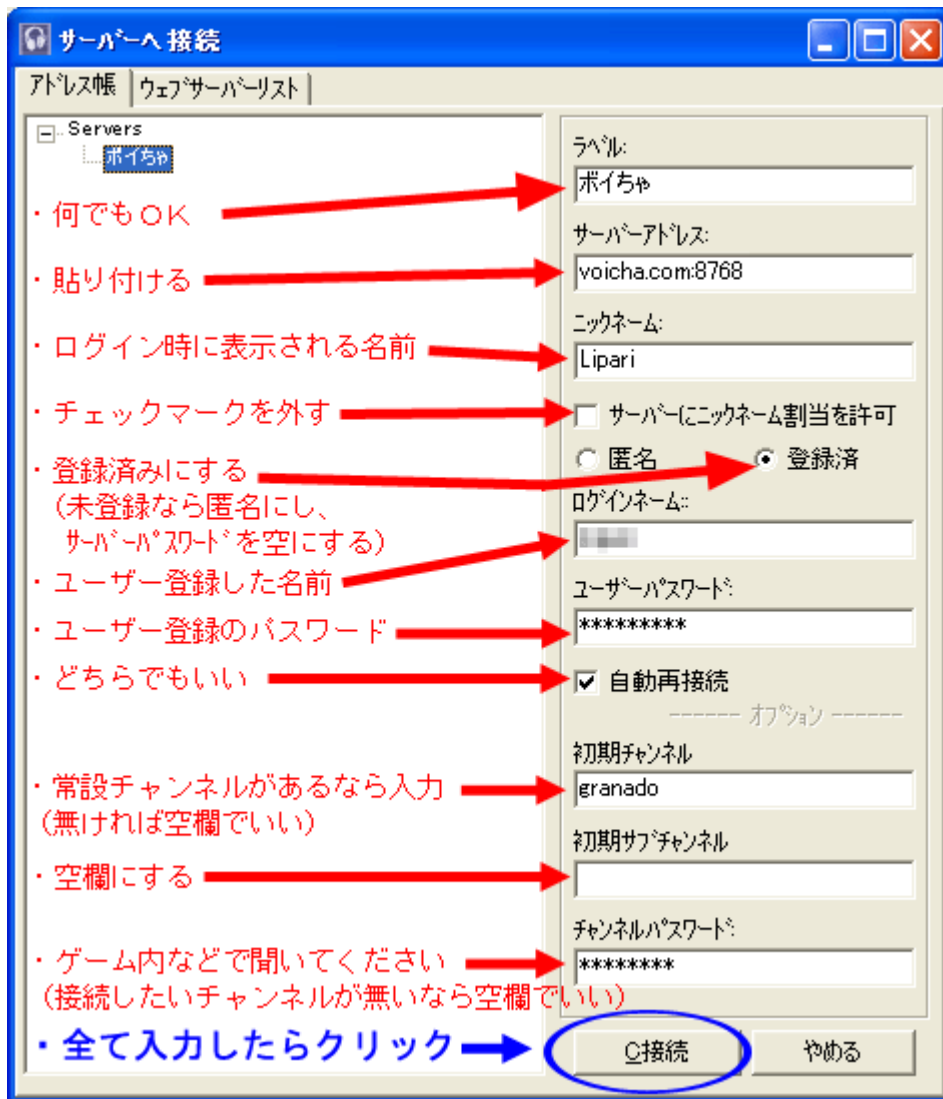 サーバーへ接続
アドレス帳 ウェブサーバーリスト
Servers
ボイちゃ
ラベル:
ボイちゃ
・何でもOK
サーバーアドレス:
voicha.com:8768
・貼り付ける
ニックネーム:
Lipari
・ログイン時に表示される名前
・チェックマークを外す
サーバーにニックネーム割当を許可
匿名 登録済
・登録済みにする
(未登録なら匿名にし、
サーバーパスワードを空にする)
ログインネーム::
・ユーザー登録した名前
ユーザーパスワード:
*********
・ユーザー登録のパスワード
・どちらでもいい
自動再接続
------ オプション ------
初期チャンネル
granado
・常設チャンネルがあるなら入力
(無ければ空欄でいい)
初期サブチャンネル
・空欄にする
チャンネルパスワード:
********
・ゲーム内などで聞いてください
(接続したいチャンネルが無いなら空欄でいい)
・全て入力したらクリック
C接続 やめる